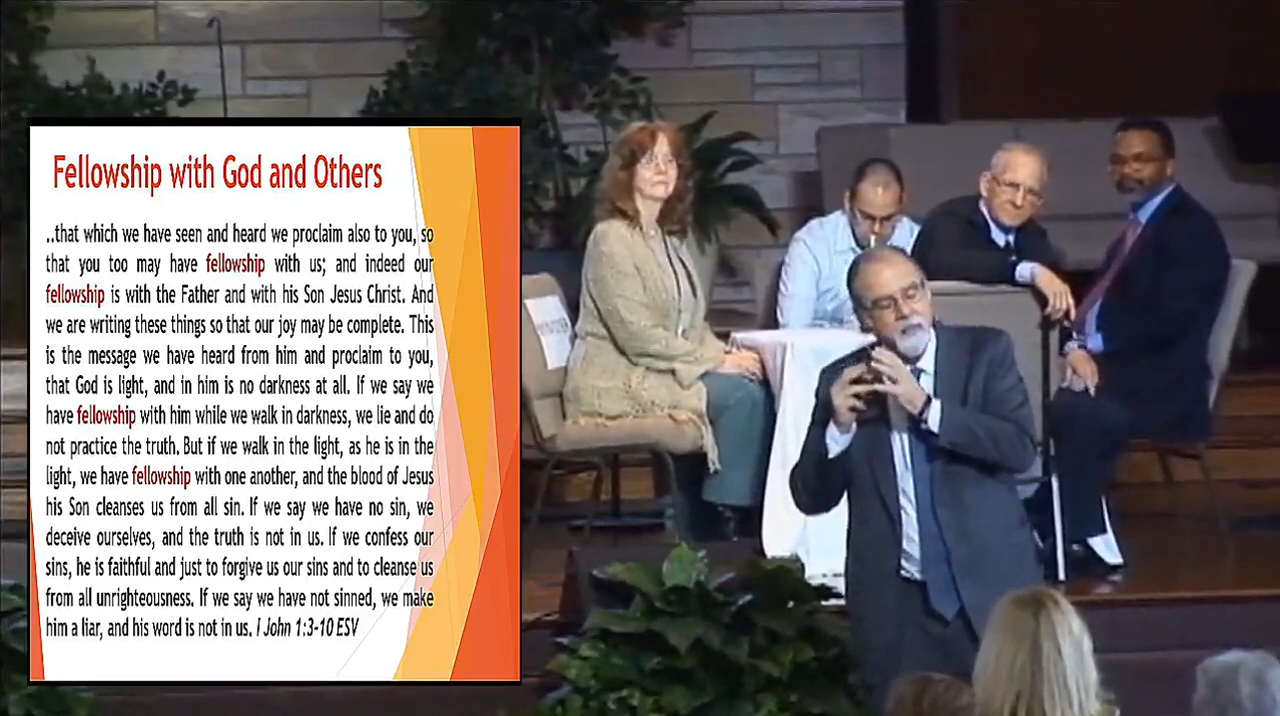 Fellowship with God and Others
..that which we have seen and heard we proclaim also to you, so
that you too may have fellowship with us; and indeed our
fellowship is with the Father and with his Son Jesus Christ. And
we are writing these things so that our joy may be complete. This
is the message we have heard from him and proclaim to you,
that God is light, and in him is no darkness at all. If we say we
have fellowship with him while we walk in darkness, we lie and do
not practice the truth. But if we walk in the light, as he is in the
light, we have fellowship with one another, and the blood of Jesus
his Son cleanses us from all sin. If we say we have no sin, we
deceive ourselves, and the truth is not in us. If we confess our
sins, he is faithful and just to forgive us our sins and to cleanse us
from all unrighteousness. If we say we have not sinned, we make
him a liar, and his word is not in us. I John 1:3-10 ESV